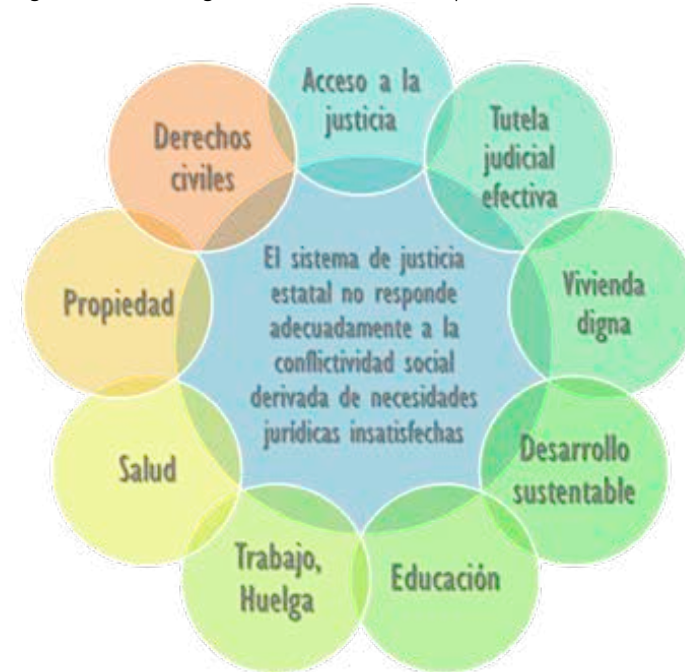 Acceso a la
justicia
Tutela
judicial
efectiva
Vivienda
digna
Desarrollo
sustentable
Educación
Trabajo,
Huelga
Salud
Propiedad
Derechos
civiles
El sistema de justicia
estatal no responde
adecuadamente a la
conflictividad social
derivada de necesidades
jurídicas insatisfechas